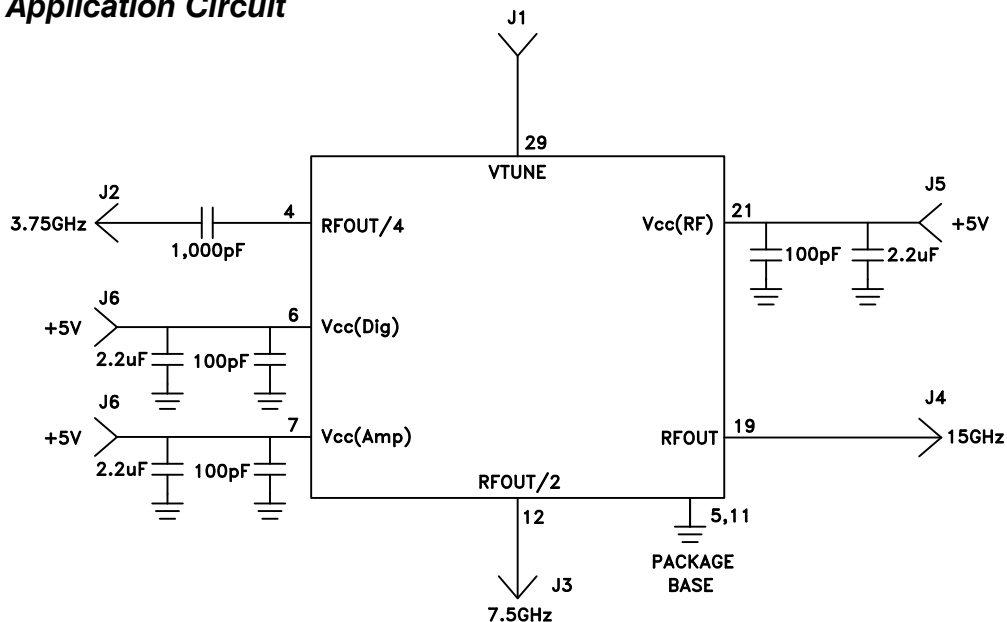 Application Circuit
J1
29
VTUNE
J2
3.75GHz
1,000pF
4
RFOUT/4
Vcc(RF)
21
J5
+5V
100pF
2.2uF
J6
+5V
6
Vcc(Dig)
2.2uF
100pF
J6
+5V
7
Vcc(Amp)
2.2uF
100pF
RFOUT
19
J4
15GHz
RFOUT/2
12
5,11
PACKAGE
BASE
J3
7.5GHz